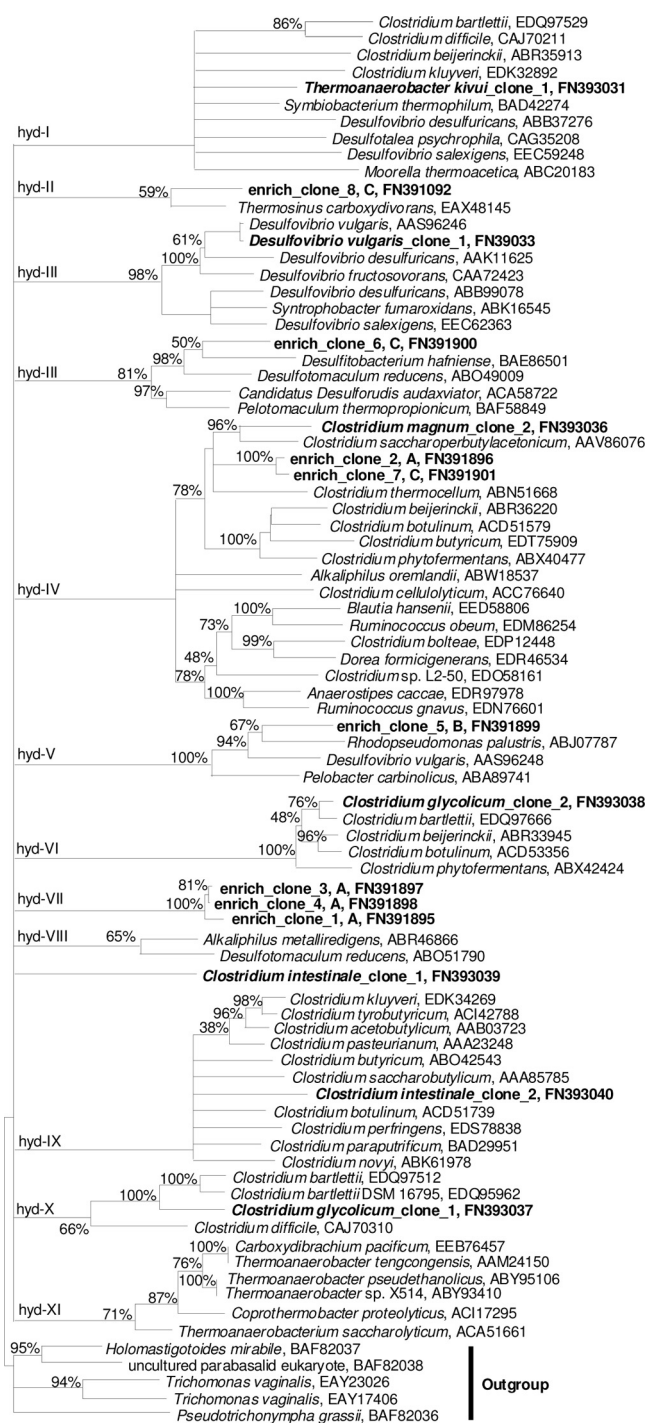 86%
Clostridium bartlettii, EDQ97529
Clostridium difficile, CAJ70211
Clostridium beijerinckii, ABR35913
Clostridium kluyveri, EDK32892
Thermoanaerobacter kivui_clone_1, FN393031
Symbiobacterium thermophilum, BAD42274
Desulfovibrio desulfuricans, ABB37276
hyd-I
Desulfotalea psychrophila, CAG35208
Desulfovibrio salexigens, EEC59248
Moorella thermoacetica, ABC20183
hyd-II
59%
enrich_clone_8, C, FN391092
Thermosinus carboxydivorans, EAX48145
Desulfovibrio vulgaris, AAS96246
61%
Desulfovibrio vulgaris_clone_1, FN39033
100%
Desulfovibrio desulfuricans, AAK11625
hyd-III
98%
Desulfovibrio fructosovorans, CAA72423
Desulfovibrio desulfuricans, ABB99078
Syntrophobacter fumaroxidans, ABK16545
Desulfovibrio salexigens, EEC62363
50%
enrich_clone_6, C, FN391900
98%
Desulfitobacterium hafniense, BAE86501
hyd-III
81%
Desulfotomaculum reducens, ABO49009
97%
Candidatus Desulforudis audaxviator, ACA58722
Pelotomaculum thermopropionicum, BAF58849
96%
Clostridium magnum_clone_2, FN393036
Clostridium saccharoperbutylacetonicum, AAV86076
100%
enrich_clone_2, A, FN391896
enrich_clone_7, C, FN391901
78%
Clostridium thermocellum, ABN51668
Clostridium beijerinckii, ABR36220
Clostridium botulinum, ACD51579
100%
Clostridium butyricum, EDT75909
Clostridium phytofermentans, ABX40477
Alkaliphilus oremlandii, ABW18537
hyd-IV
Clostridium cellulolyticum, ACC76640
100%
Blautia hansenii, EED58806
73%
Ruminococcus obeum, EDM86254
99%
Clostridium bolteae, EDP12448
48%
Dorea formicigenerans, EDR46534
78%
Clostridium sp. L2-50, EDO58161
100%
Anaerostipes caccae, EDR97978
Ruminococcus gnavus, EDN76601
67%
enrich_clone_5, B, FN391899
94%
Rhodopseudomonas palustris, ABJ07787
hyd-V
100%
Desulfovibrio vulgaris, AAS96248
Pelobacter carbinolicus, ABA89741
76%
Clostridium glycolicum_clone_2, FN393038
48%
Clostridium bartlettii, EDQ97666
96%
Clostridium beijerinckii, ABR33945
hyd-VI
100%
Clostridium botulinum, ACD53356
Clostridium phytofermentans, ABX42424
81%
enrich_clone_3, A, FN391897
hyd-VII
100%
enrich_clone_4, A, FN391898
enrich_clone_1, A, FN391895
hyd-VIII
65%
Alkaliphilus metalliredigens, ABR46866
Desulfotomaculum reducens, ABO51790
Clostridium intestinale_clone_1, FN393039
98%
Clostridium kluyveri, EDK34269
96%
Clostridium tyrobutyricum, ACI42788
38%
Clostridium acetobutylicum, AAB03723
Clostridium pasteurianum, AAA23248
Clostridium butyricum, ABO42543
Clostridium saccharobutylicum, AAA85785
Clostridium intestinale_clone_2, FN393040
Clostridium botulinum, ACD51739
Clostridium perfringens, EDS78838
hyd-IX
Clostridium paraputrificum, BAD29951
Clostridium novyi, ABK61978
100%
Clostridium bartlettii, EDQ97512
100%
Clostridium bartlettii DSM 16795, EDQ95962
hyd-X
Clostridium glycolicum_clone_1, FN393037
66%
Clostridium difficile, CAJ70310
100%
Carboxydibrachium pacificum, EEB76457
76%
Thermoanaerobacter tengcongensis, AAM24150
100%
Thermoanaerobacter pseudethanolicus, ABY95106
87%
Thermoanaerobacter sp. X514, ABY93410
hyd-XI
71%
Coprothermobacter proteolyticus, ACI17295
Thermoanaerobacterium saccharolyticum, ACA51661
95%
Holomastigotoides mirabile, BAF82037
uncultured parabasalid eukaryote, BAF82038
94%
Trichomonas vaginalis, EAY23026
Outgroup
Trichomonas vaginalis, EAY17406
Pseudotrichonympha grassii, BAF82036